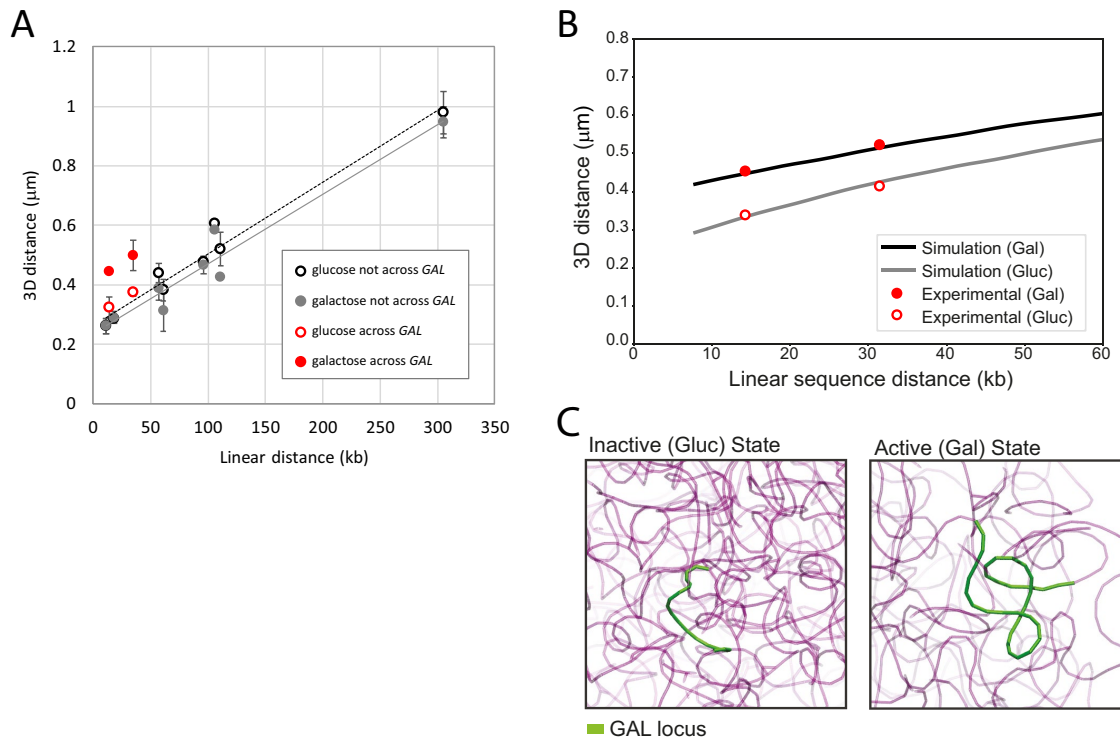 A
1.2
1
0.8
0.6
0.4
0.2
0
3D distance (μm)
0 50 100 150 200 250 300 350
Linear distance (kb)
glucose not across GAL
galactose not across GAL
glucose across GAL
galactose across GAL
B
0.8
0.7
0.6
0.5
0.4
0.3
0.2
0.1
0.0
3D distance (μm)
0 10 20 30 40 50 60
Linear sequence distance (kb)
Simulation (Gal)
Simulation (Gluc)
Experimental (Gal)
Experimental (Gluc)
C
Inactive (Gluc) State
Active (Gal) State
GAL locus